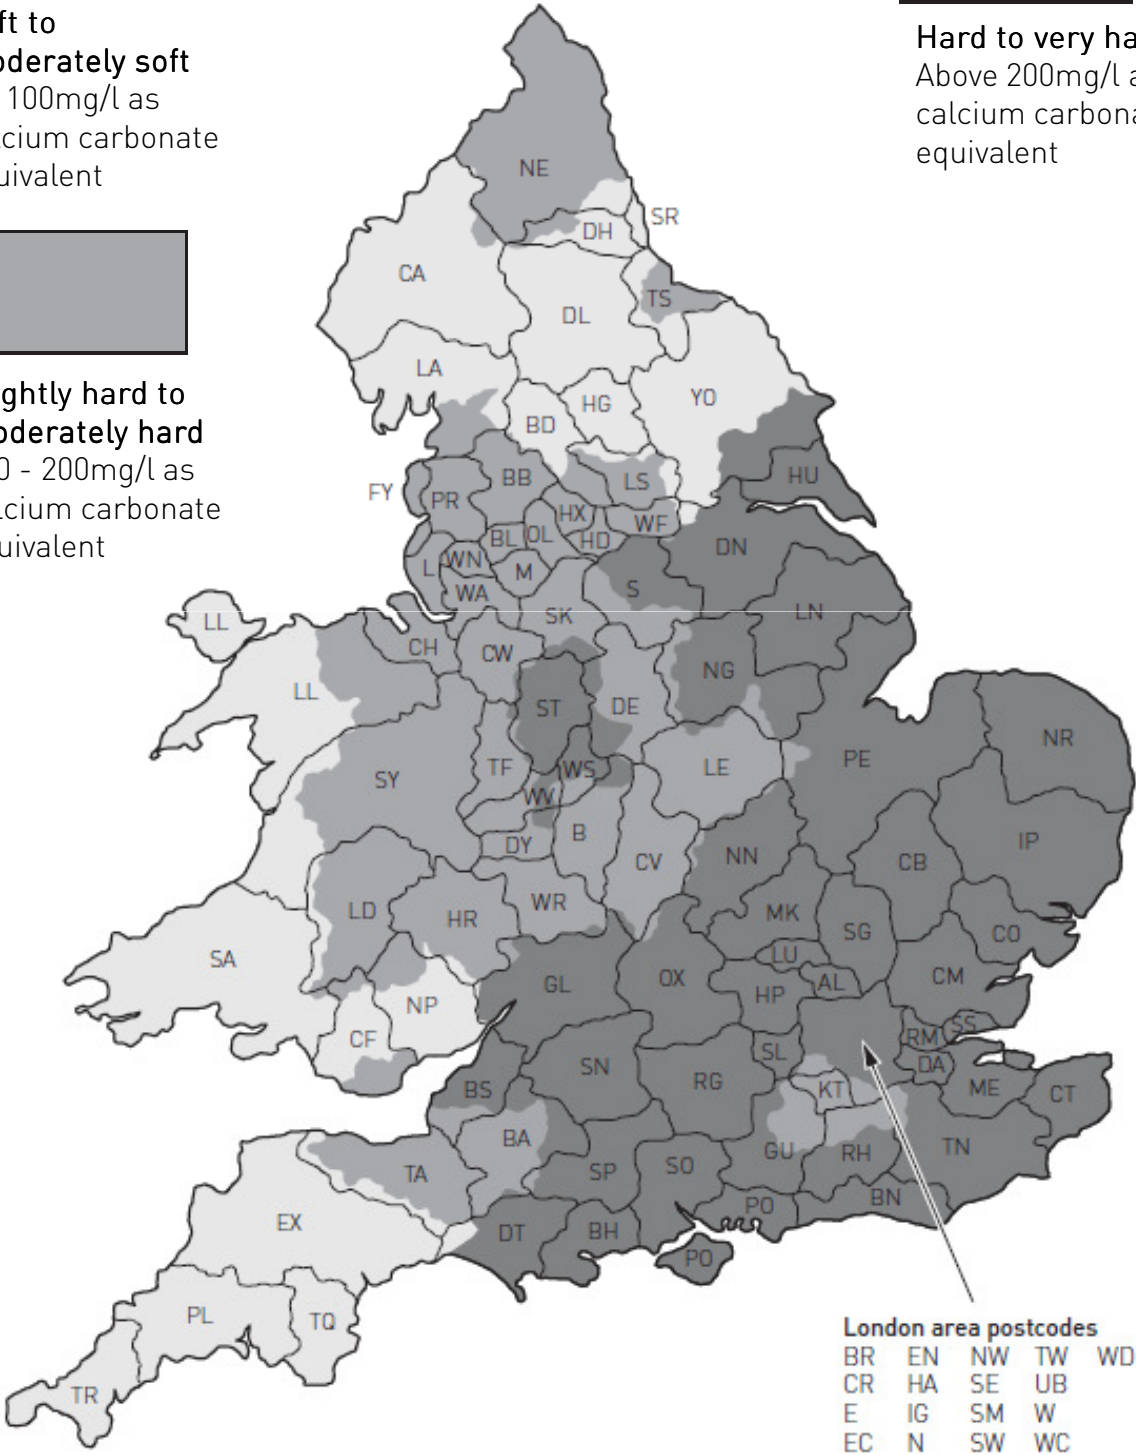 ft to
oderately soft
100mg/l as
lcium carbonate
uivalent
Hard to very ha
Above 200mg/l a
calcium carbona
equivalent
ghtly hard to
oderately hard
0 - 200mg/l as
lcium carbonate
uivalent
NE
SR
DH
CA
TS
DL
LA
YO
HG
BD
HU
BB
LS
FY
PR
HX
WF
OL
BL
HD
DN
WN
L
M
WA
S
LN
SK
LL
CH
CW
NG
LL
DE
ST
NR
PE
LE
TF
WS
SY
WV
B
IP
DY
CV
NN
CB
WR
LD
HR
MK
SG
CO
LU
SA
CM
OX
AL
GL
HP
NP
SS
RM
CF
SL
DA
SN
RG
KT
ME
CT
BS
BA
TN
GU
RH
TA
SP
SO
BN
PO
EX
DT
BH
PO
PL
TQ
TR
London area postcodes
BR EN NW TW WD
CR HA SE UB
E IG SM W
EC N SW WC